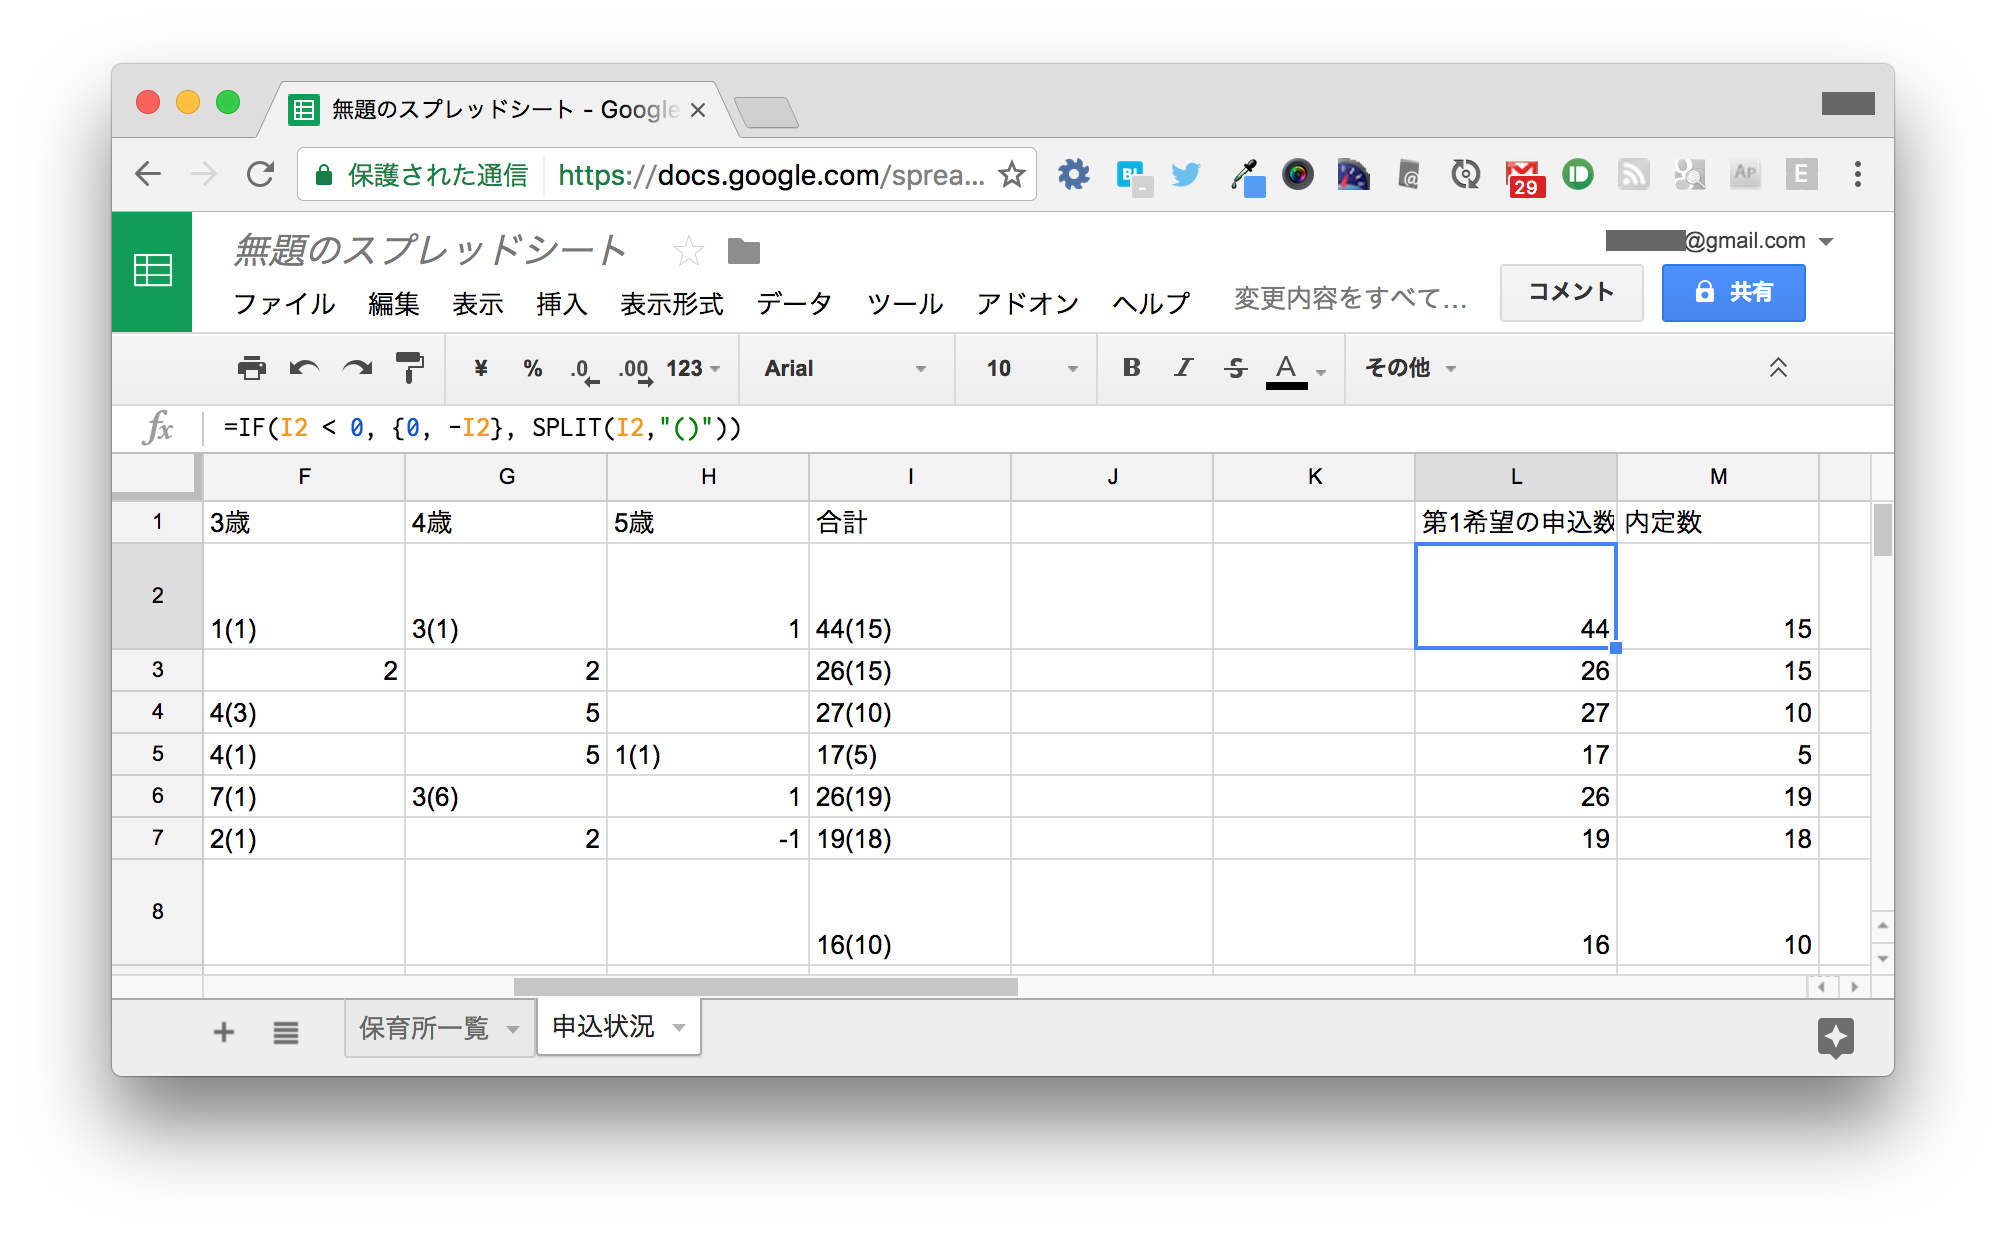 無題のスプレッドシート - Google
保護された通信 https://docs.google.com/sprea...
B!
29
AP
E
無題のスプレッドシート
@gmail.com
ファイル 編集 表示 挿入 表示形式 データ ツール アドオン ヘルプ 変更内容をすべて... コメント 共有
¥ % .0 .00 123 Arial 10 B I S A その他
fx =IF(I2 < 0, {0, -I2}, SPLIT(I2,"()"))
F G H I J K L M
1 3歳 4歳 5歳 合計 第1希望の申込数 内定数
2 1(1) 3(1) 1 44(15) 44 15
3 2 2 26(15) 26 15
4 4(3) 5 27(10) 27 10
5 4(1) 5 1(1) 17(5) 17 5
6 7(1) 3(6) 1 26(19) 26 19
7 2(1) 2 -1 19(18) 19 18
8 16(10) 16 10
保育所一覧 申込状況